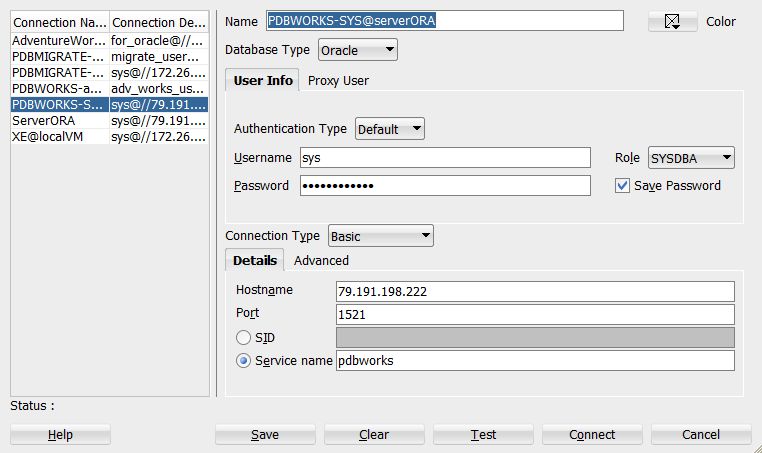 Connection Na... Connection De...
AdventureWor... for_oracle@//...
PDBMIGRATE-... migrate_user...
PDBMIGRATE-... sys@//172.26....
PDBWORKS-a... adv_works_us...
PDBWORKS-S... sys@//79.191....
ServerORA sys@//79.191....
XE@localVM sys@//172.26....
Name PDBWORKS-SYS@serverORA Color
Database Type Oracle
User Info Proxy User
Authentication Type Default
Username sys Role SYSDBA
Password •••••••••••• Save Password
Connection Type Basic
Details Advanced
Hostname 79.191.198.222
Port 1521
SID
Service name pdbworks
Status :
Help Save Clear Test Connect Cancel